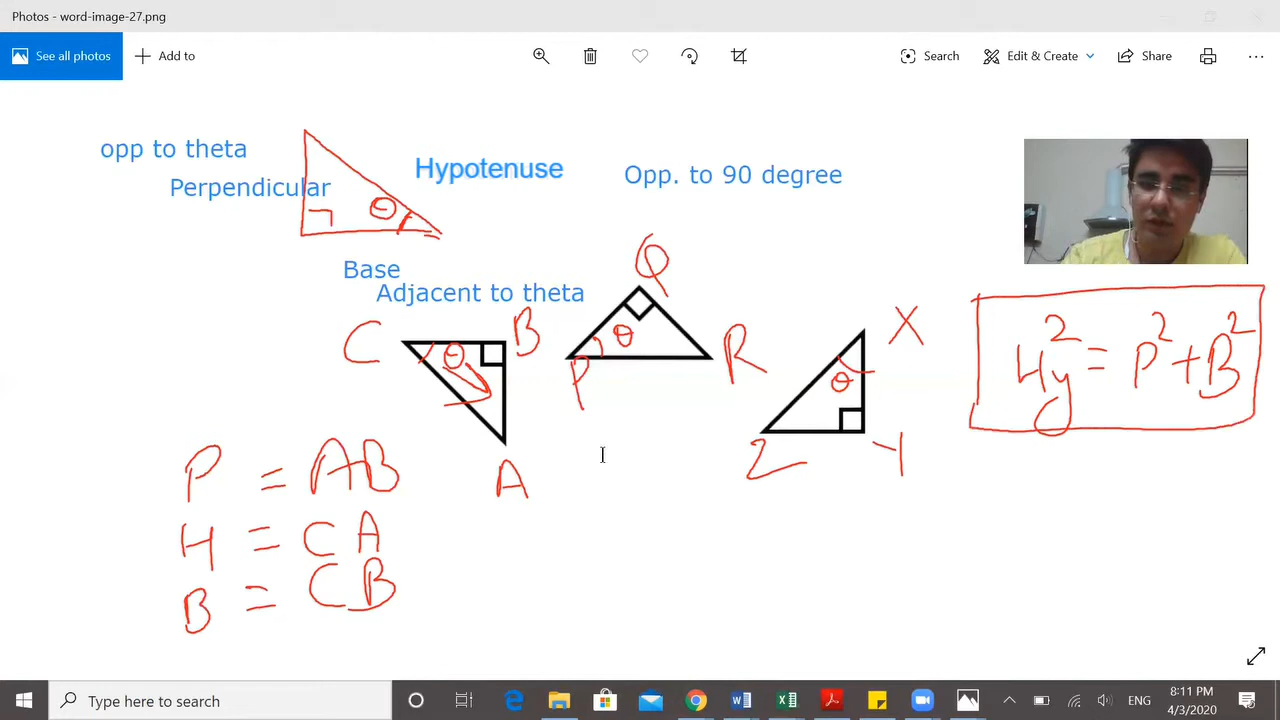 Photos - word-image-27.png
See all photos
Add to
Search
Edit & Create
Share
opp to theta
Perpendicular
Hypotenuse
Opp. to 90 degree
θ
Base
Adjacent to theta
C
B
θ
A
Q
θ
P
R
X
θ
Z
Y
Hy² = P² + B²
P = AB
H = CA
B = CB
Type here to search
ENG
8:11 PM
4/3/2020